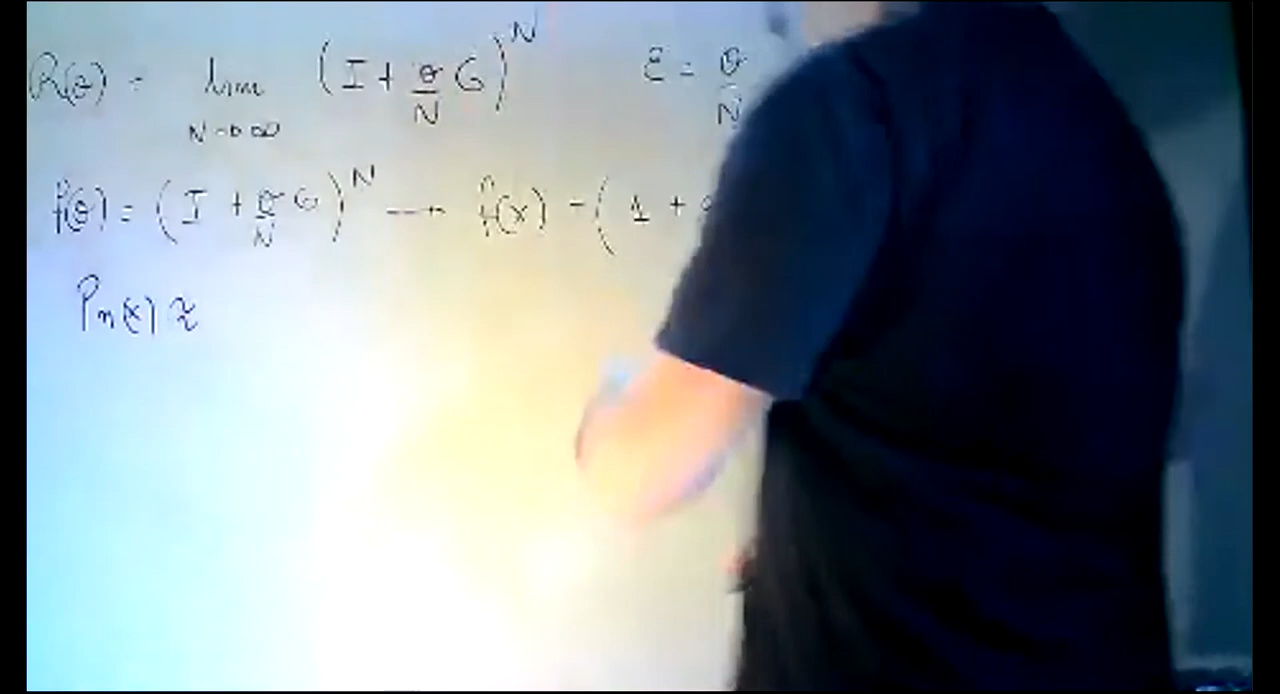 R(θ) = lim N→∞ (I + θ/N G)^N ε = θ/N
f(θ) = (I + θ/N G)^N → f(x) = (1 +
Pn(x) ≈